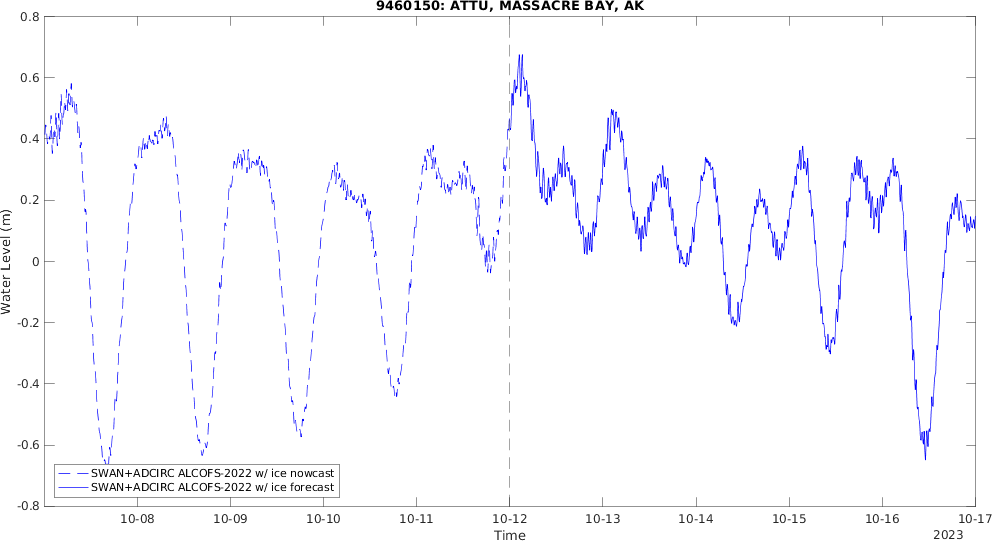 9460150: ATTU, MASSACRE BAY, AK
0.8
0.6
0.4
0.2
0
-0.2
-0.4
-0.6
-0.8
Water Level (m)
SWAN+ADCIRC ALCOFS-2022 w/ ice nowcast
SWAN+ADCIRC ALCOFS-2022 w/ ice forecast
10-08 10-09 10-10 10-11 10-12 10-13 10-14 10-15 10-16 10-17
Time
2023